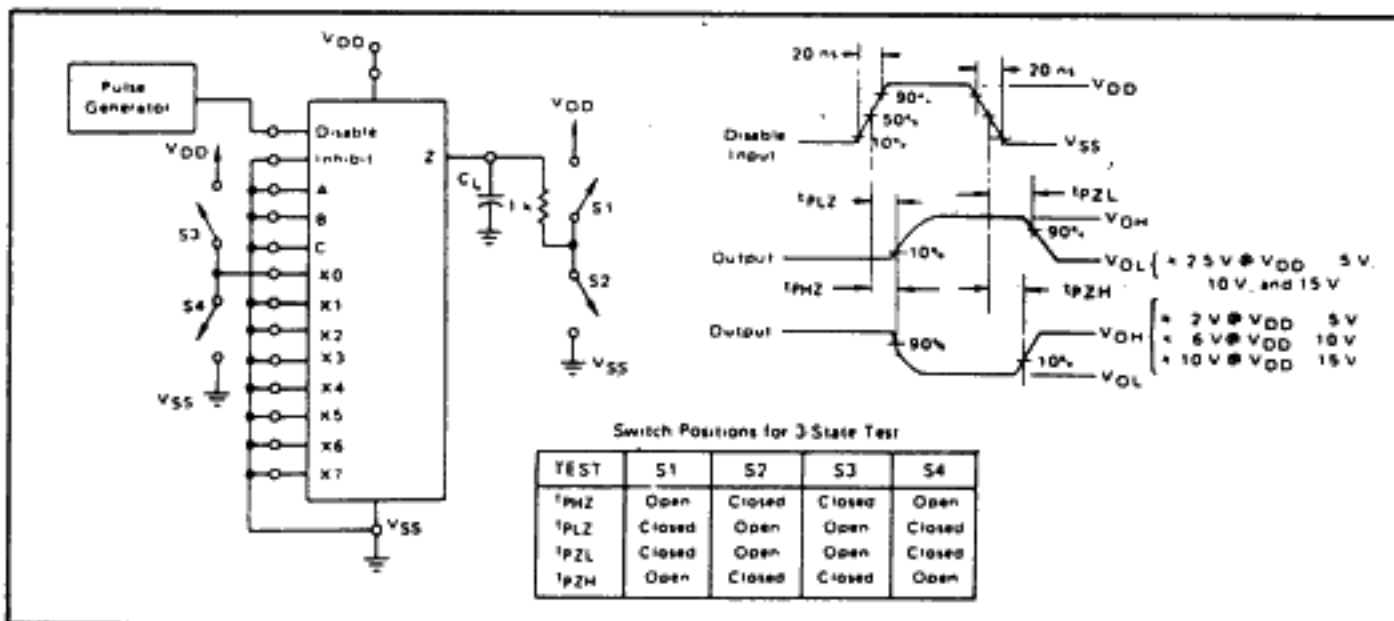 VDD
Pulse
Generator
VDD
Disable
Inhibit
A
B
C
X0
X1
X2
X3
X4
X5
X6
X7
Z
S3
S4
VSS
VSS
CL
1 k
VDD
S1
S2
VSS
20 ns
20 ns
VDD
90%
50%
10%
Disable
Input
VSS
tPLZ
tPZL
VOH
90%
Output
10%
VOL
2.5 V @ VDD 5 V,
10 V, and 15 V
tPHZ
tPZH
Output
90%
10%
VOH
2 V @ VDD 5 V
6 V @ VDD 10 V
10 V @ VDD 15 V
VOL
Switch Positions for 3-State Test
TEST S1 S2 S3 S4
tPHZ Open Closed Closed Open
tPLZ Closed Open Open Closed
tPZL Closed Open Open Closed
tPZH Open Closed Closed Open